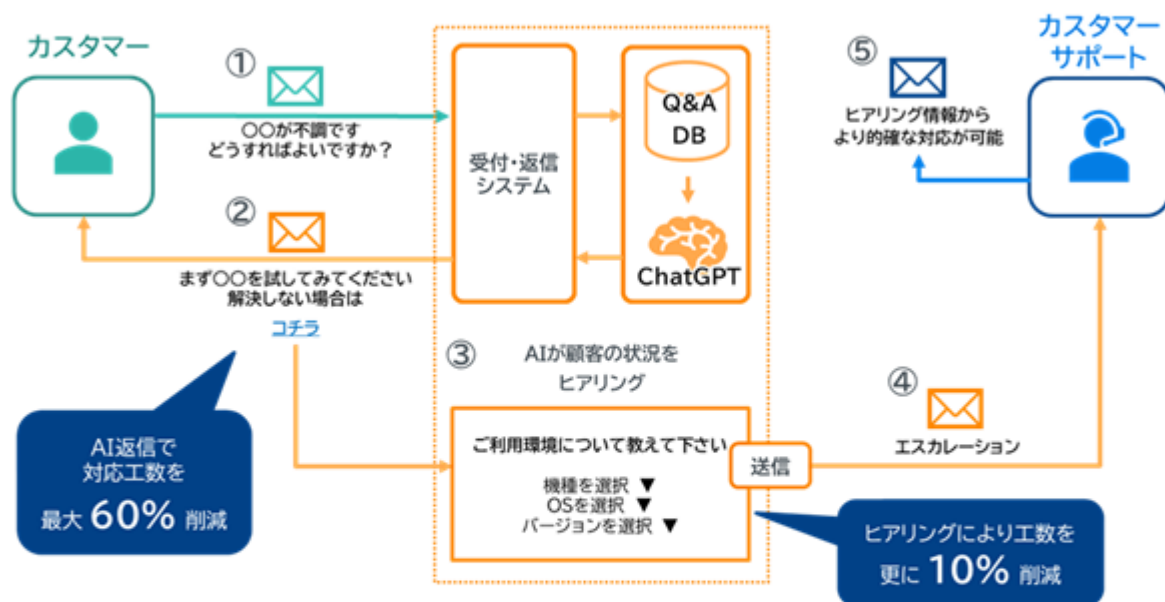 カスタマー
①
〇〇が不調です
どうすればよいですか？
②
まず〇〇を試してみてください
解決しない場合は
コチラ
AI返信で
対応工数を
最大 60% 削減
受付・返信
システム
Q&A
DB
ChatGPT
③
AIが顧客の状況を
ヒアリング
ご利用環境について教えて下さい
機種を選択 ▼
OSを選択 ▼
バージョンを選択 ▼
送信
④
エスカレーション
ヒアリングにより工数を
更に 10% 削減
⑤
ヒアリング情報から
より的確な対応が可能
カスタマー
サポート